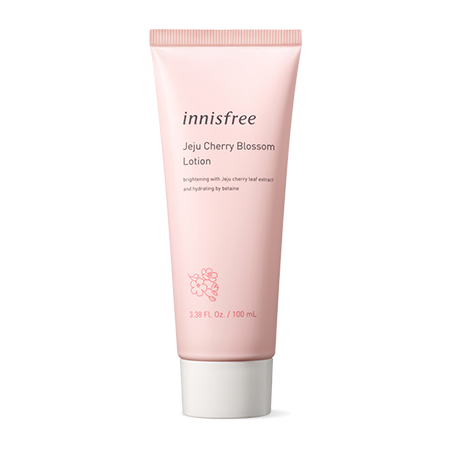 innisfree
Jeju Cherry Blossom
Lotion
brightening with Jeju cherry leaf extract
and hydrating by betaine
3.38 FL. Oz. / 100 mL